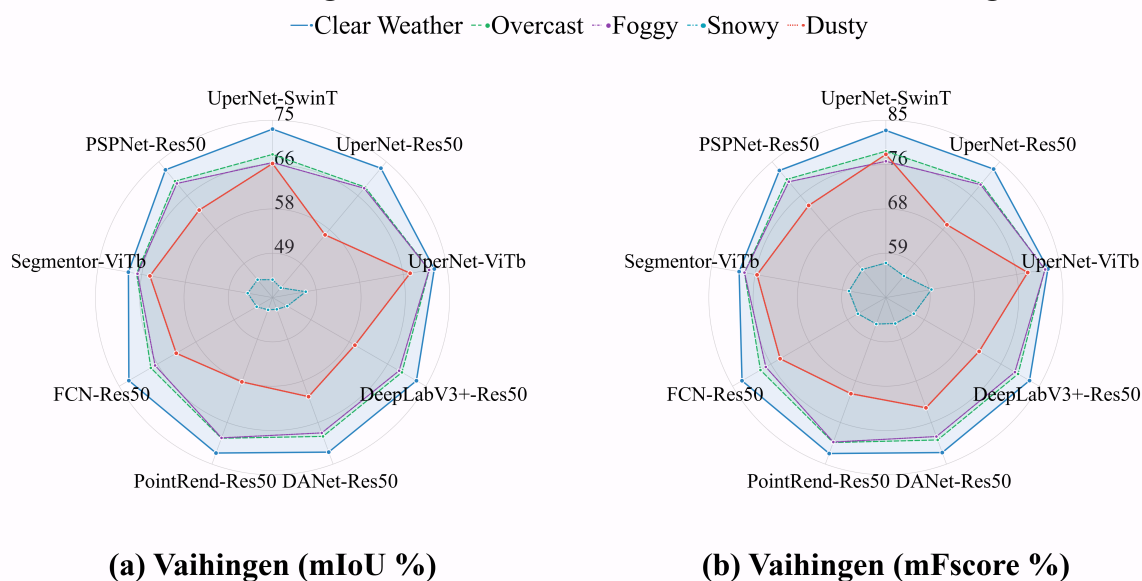 Clear Weather Overcast Foggy Snowy Dusty
UperNet-SwinT
75
UperNet-Res50
PSPNet-Res50
66
58
49
Segmentor-ViTb
UperNet-ViTb
FCN-Res50
DeepLabV3+-Res50
PointRend-Res50 DANet-Res50
(a) Vaihingen (mIoU %)
UperNet-SwinT
85
UperNet-Res50
PSPNet-Res50
76
68
59
Segmentor-ViTb
UperNet-ViTb
FCN-Res50
DeepLabV3+-Res50
PointRend-Res50 DANet-Res50
(b) Vaihingen (mFscore %)